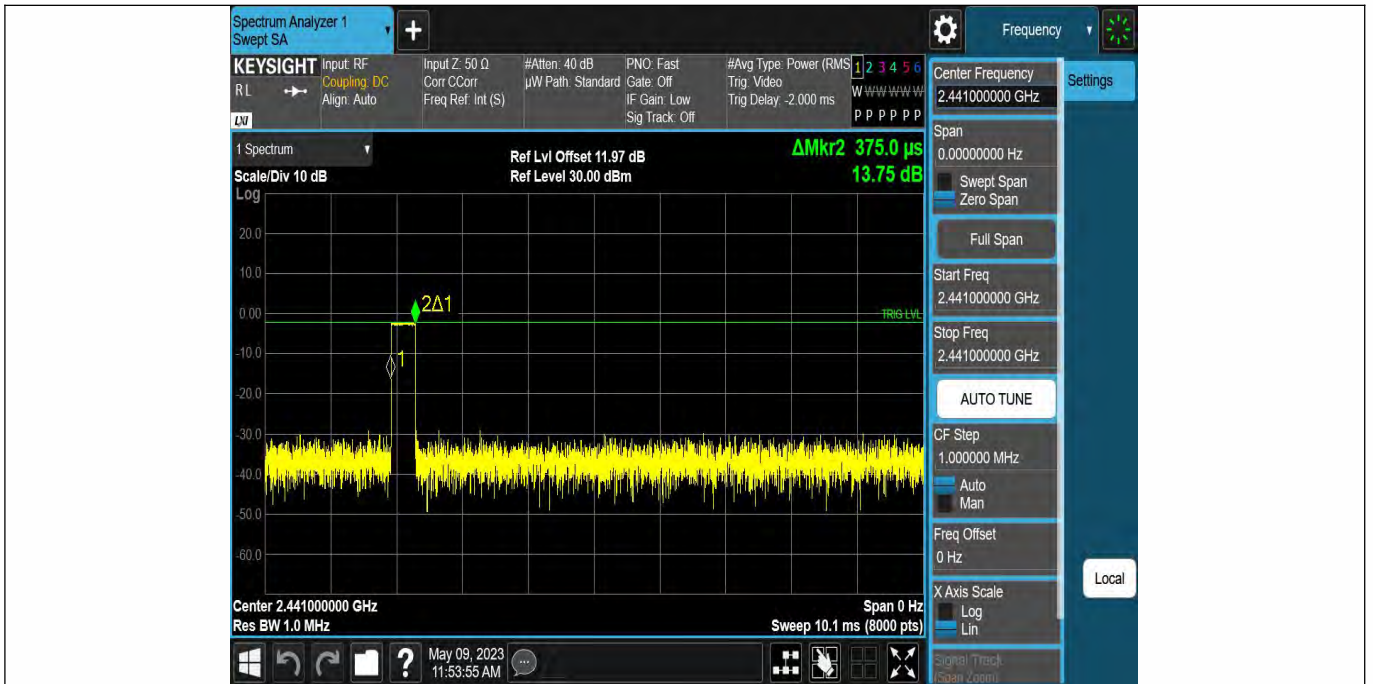 Spectrum Analyzer 1
Swept SA
+
Frequency
KEYSIGHT
RL
LXI
Input: RF
Coupling: DC
Align: Auto
Input Z: 50 Ω
Corr CCorr
Freq Ref: Int (S)
#Atten: 40 dB
µW Path: Standard
PNO: Fast
Gate: Off
IF Gain: Low
Sig Track: Off
#Avg Type: Power (RMS
Trig: Video
Trig Delay: -2.000 ms
1 2 3 4 5 6
W W W W W W
P P P P P P
Center Frequency
2.441000000 GHz
Settings
1 Spectrum
Scale/Div 10 dB
Ref Lvl Offset 11.97 dB
Ref Level 30.00 dBm
ΔMkr2 375.0 µs
13.75 dB
Span
0.00000000 Hz
Swept Span
Zero Span
Full Span
Start Freq
2.441000000 GHz
Stop Freq
2.441000000 GHz
AUTO TUNE
CF Step
1.000000 MHz
Auto
Man
Freq Offset
0 Hz
X Axis Scale
Log
Lin
Signal Track
(Span Zoom)
Local
Log
20.0
10.0
0.00
-10.0
-20.0
-30.0
-40.0
-50.0
-60.0
2Δ1
1
TRIG LVL
Center 2.441000000 GHz
Res BW 1.0 MHz
Span 0 Hz
Sweep 10.1 ms (8000 pts)
?
May 09, 2023
11:53:55 AM